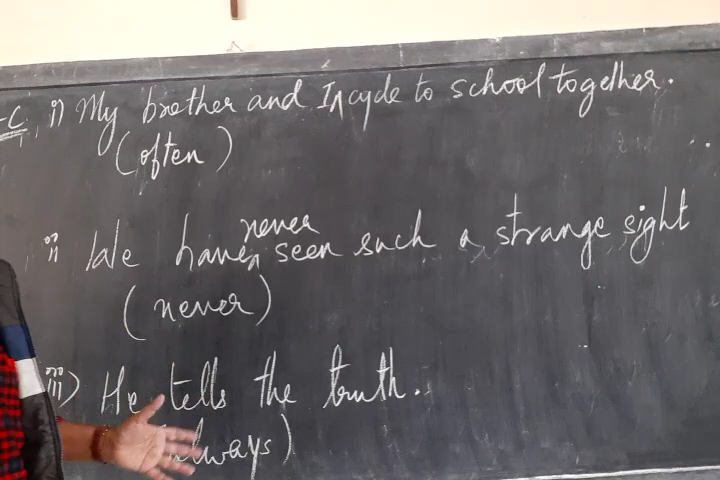 -C i) My brother and I ^ cycle to school together.
(often)
ii We have ^ never seen such a strange sight
(never)
iii) He tells the truth.
always)